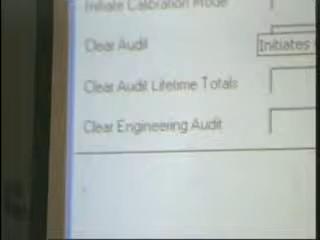 Initiate Calibration Mode
Clear Audit
Initiates
Clear Audit Lifetime Totals
Clear Engineering Audit